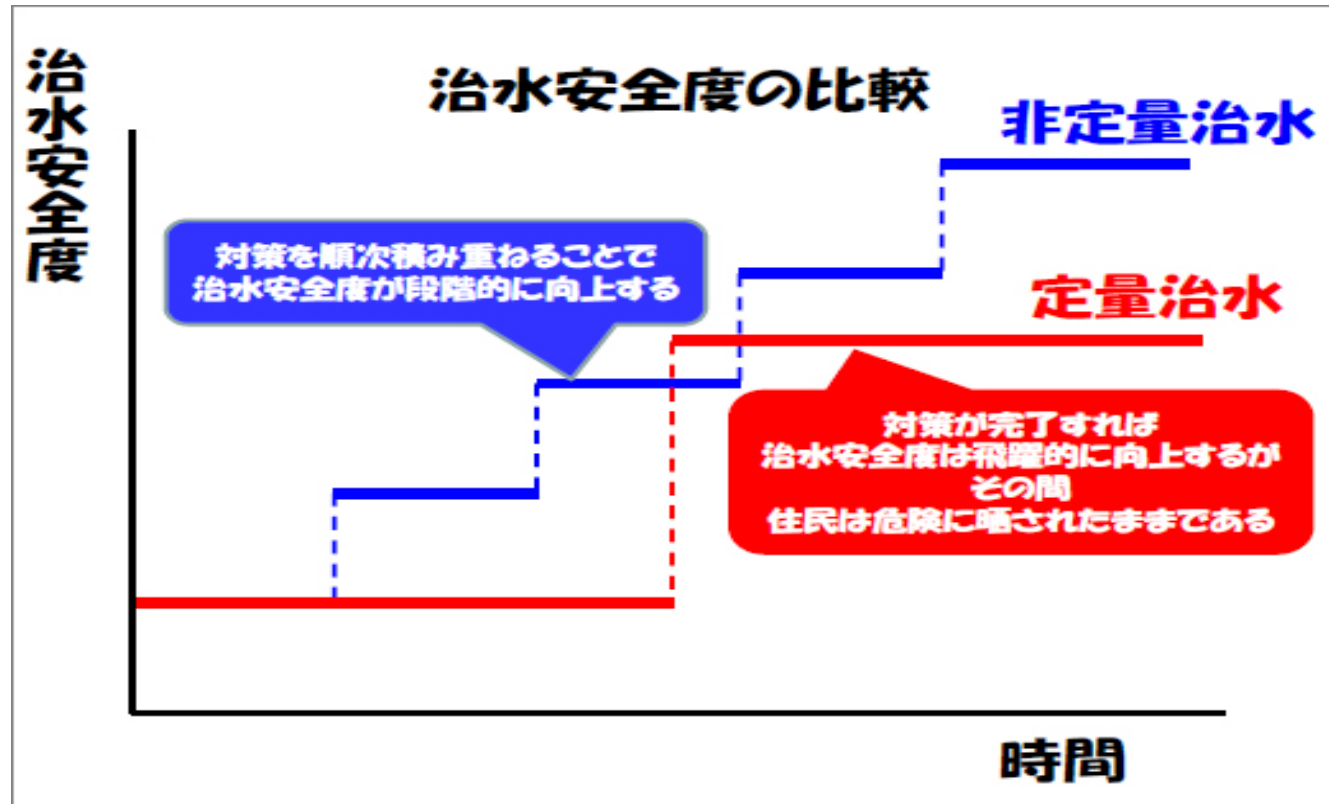 治水安全度の比較
治水安全度
非定量治水
対策を順次積み重ねることで
治水安全度が段階的に向上する
定量治水
対策が完了すれば
治水安全度は飛躍的に向上するが
その間
住民は危険に晒されたままである
時間